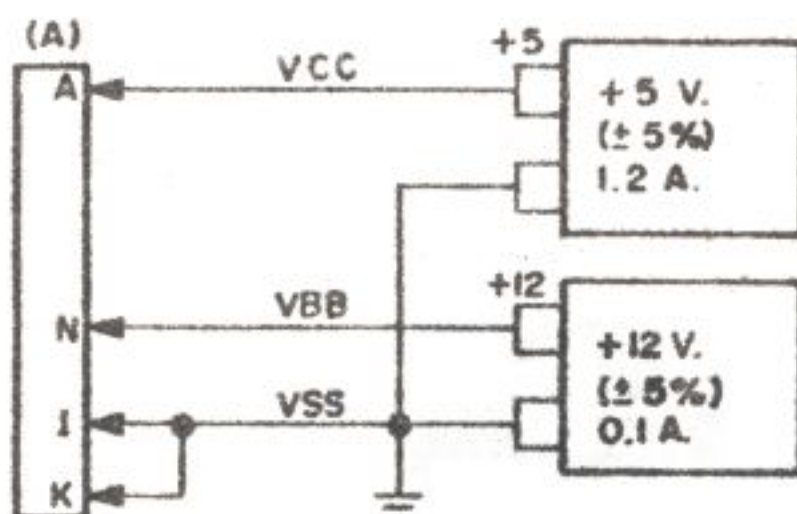 (A)
A
VCC
+5
+5 V.
(±5%)
1.2 A.
N
VBB
+12
+12 V.
(±5%)
0.1 A.
I
VSS
K